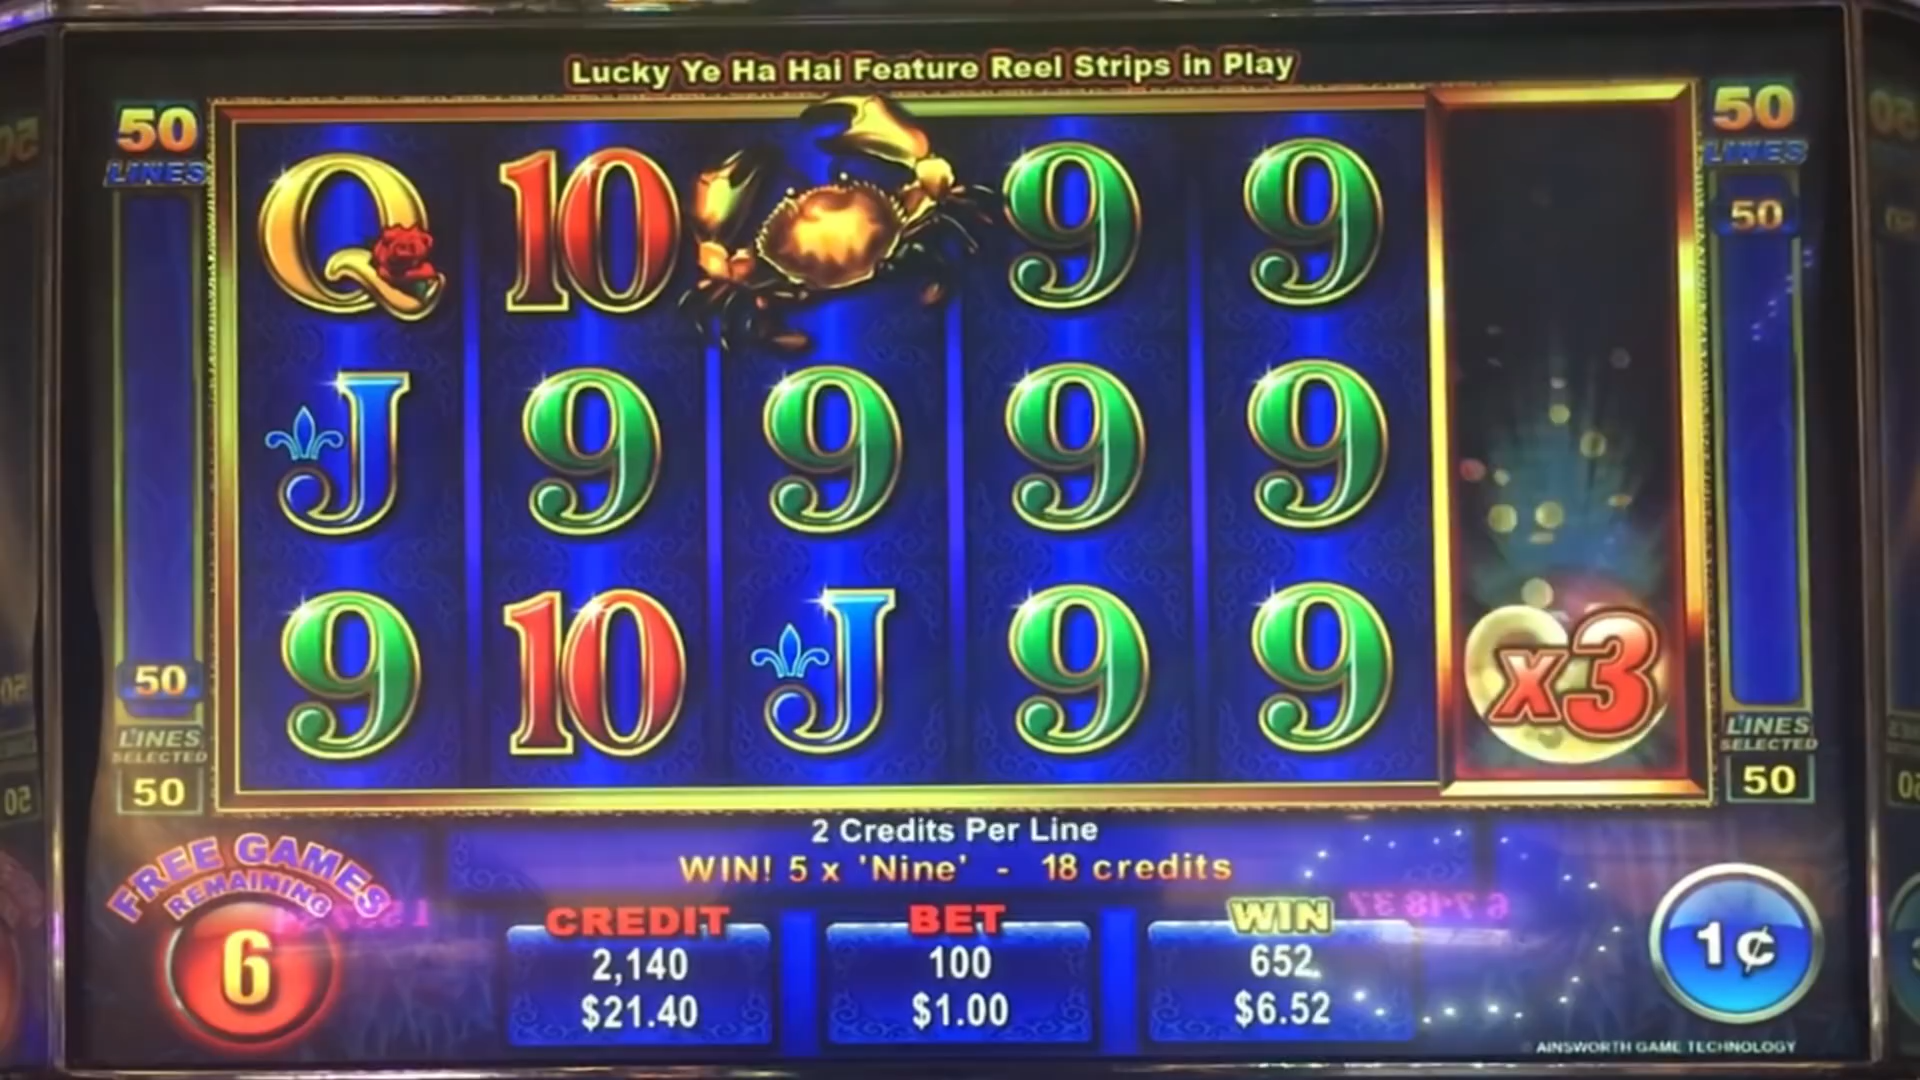 Lucky Ye Ha Hai Feature Reel Strips in Play
50
LINES
50
LINES
50
Q 10 9 9
J 9 9 9 9
9 10 J 9 9
x3
50
LINES
SELECTED
50
LINES
SELECTED
50
2 Credits Per Line
WIN! 5 x 'Nine' - 18 credits
FREE GAMES
REMAINING
6
CREDIT
2,140
$21.40
BET
100
$1.00
WIN
652
$6.52
1¢
AINSWORTH GAME TECHNOLOGY